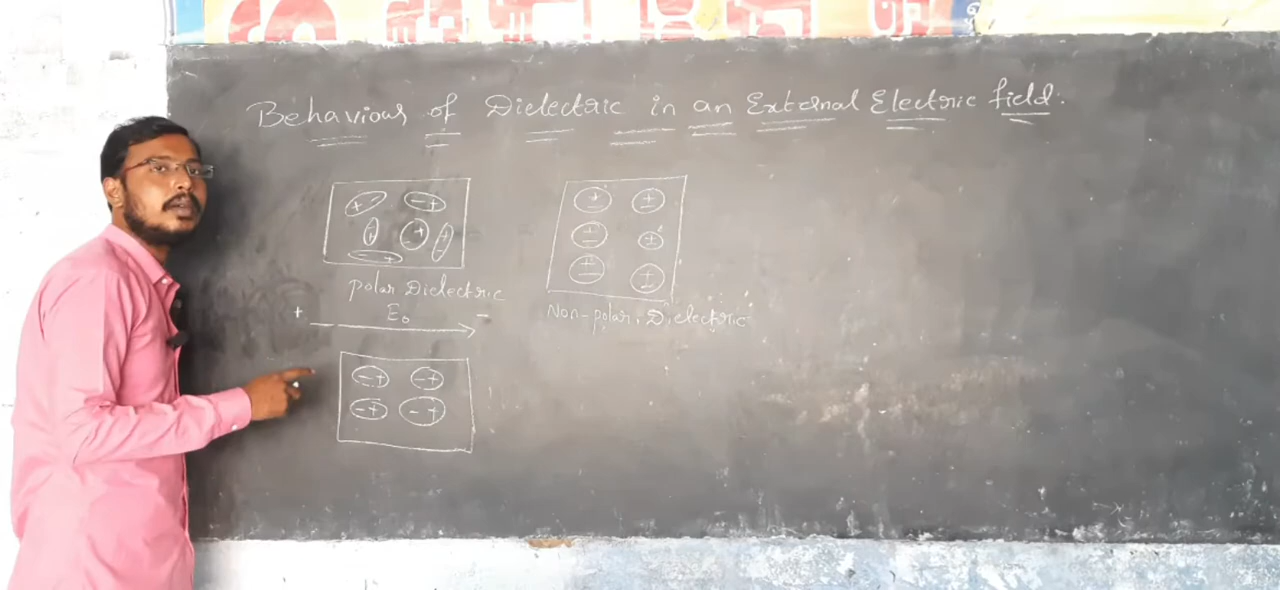 Behaviour of Dielectric in an External Electric field.
polar Dielectric
+ E₀ -
Non-polar Dielectric